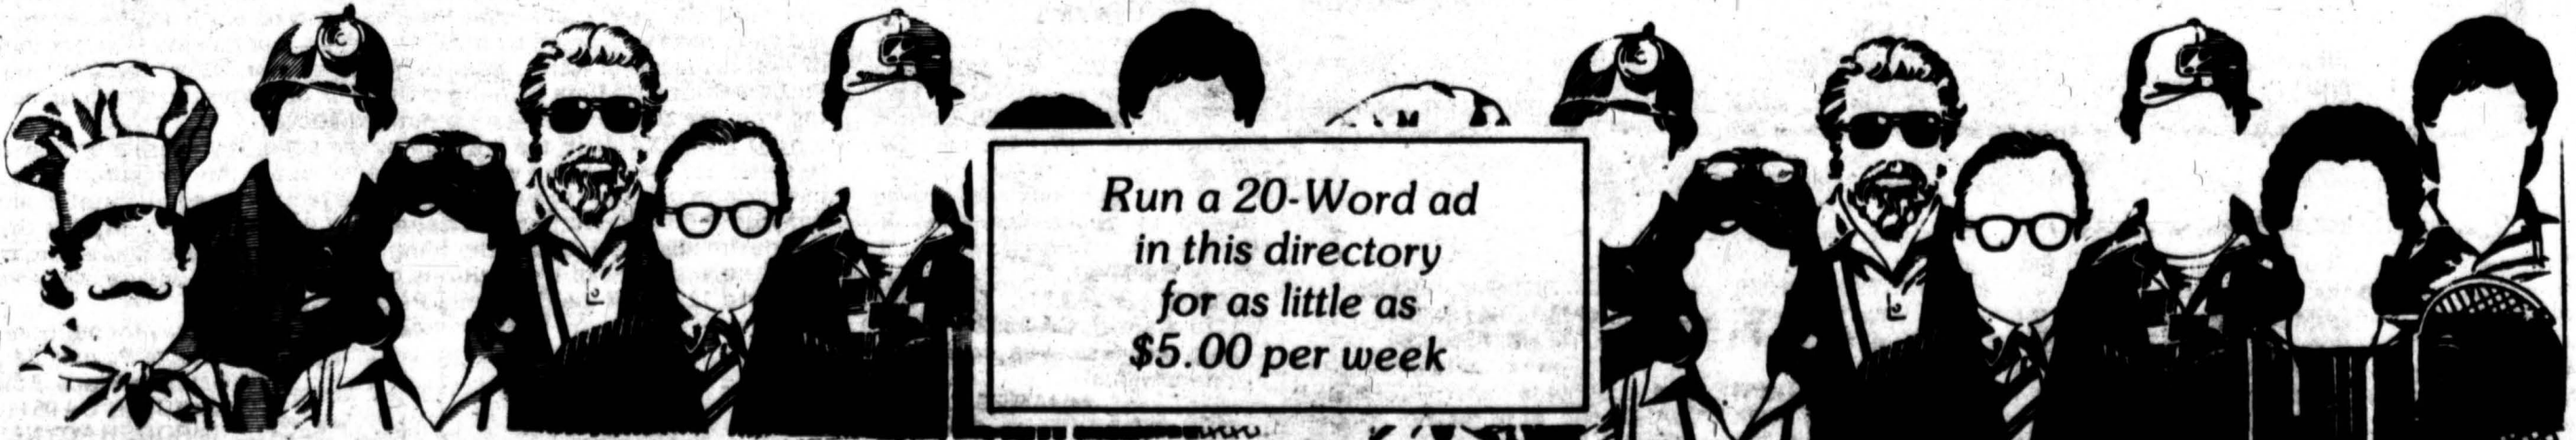 Run a 20-Word ad
in this directory
for as little as
$5.00 per week